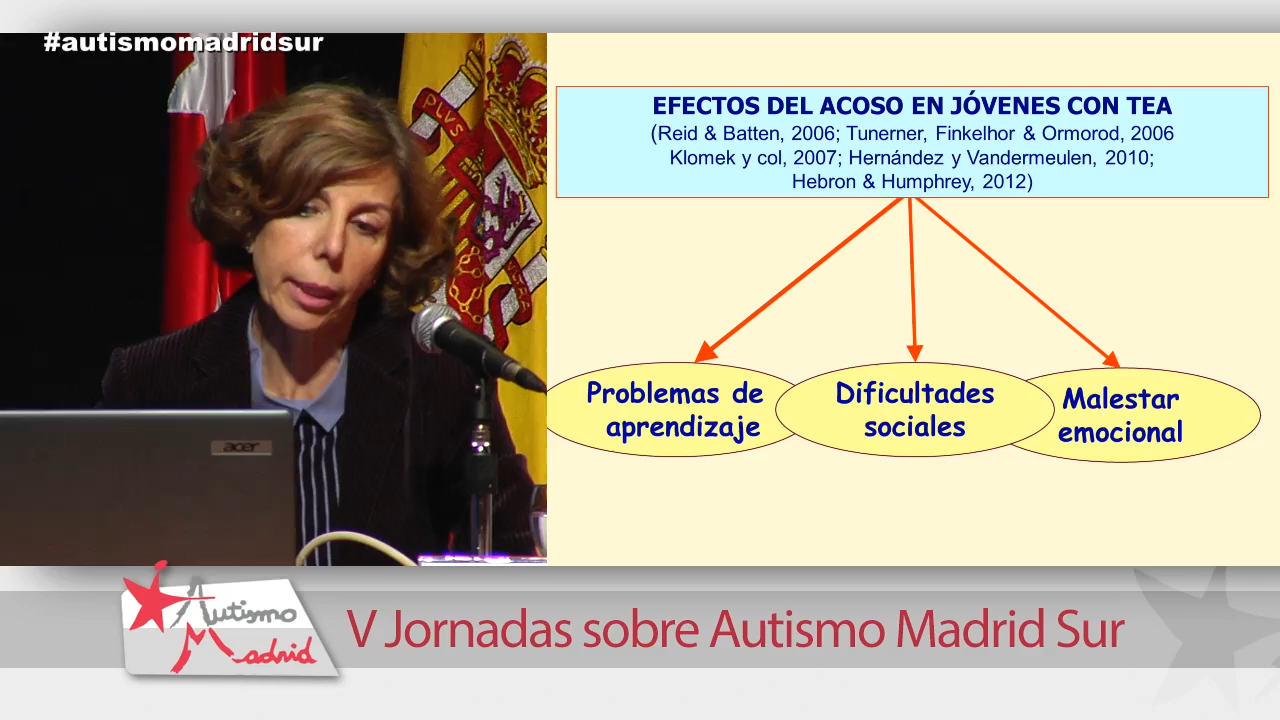 #autismomadridsur
PLVS
acer
EFECTOS DEL ACOSO EN JÓVENES CON TEA
(Reid & Batten, 2006; Tunerner, Finkelhor & Ormorod, 2006
Klomek y col, 2007; Hernández y Vandermeulen, 2010;
Hebron & Humphrey, 2012)
Problemas de
aprendizaje
Dificultades
sociales
Malestar
emocional
Autismo
Madrid
V Jornadas sobre Autismo Madrid Sur